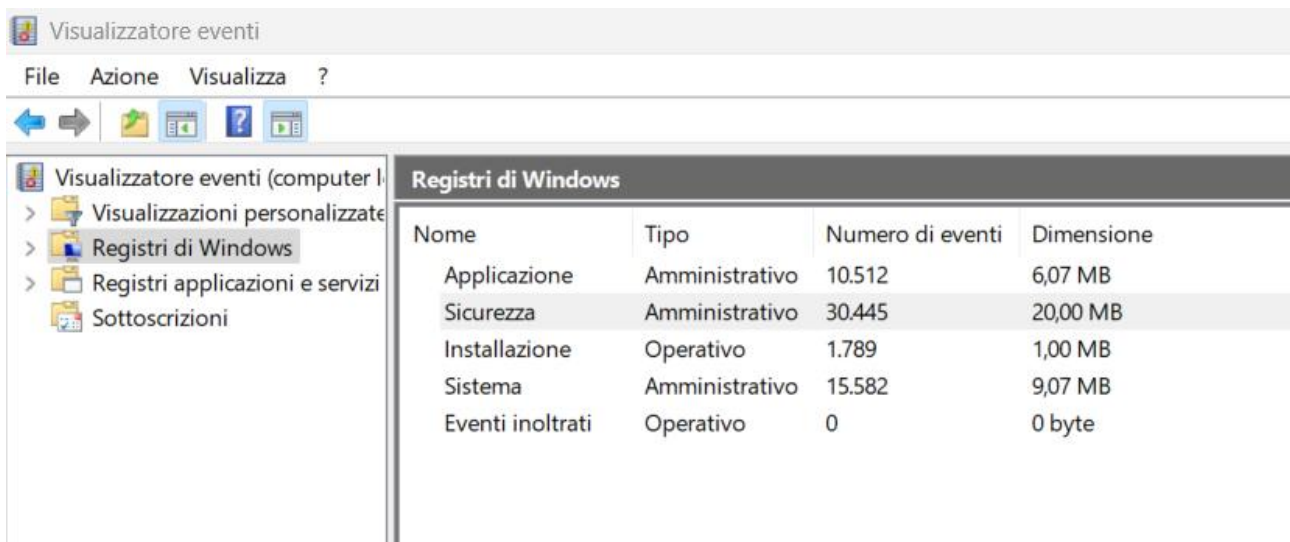 Visualizzatore eventi
File Azione Visualizza ?
Visualizzatore eventi (computer l
Visualizzazioni personalizzate
Registri di Windows
Registri applicazioni e servizi
Sottoscrizioni
Registri di Windows
Nome Tipo Numero di eventi Dimensione
Applicazione Amministrativo 10.512 6,07 MB
Sicurezza Amministrativo 30.445 20,00 MB
Installazione Operativo 1.789 1,00 MB
Sistema Amministrativo 15.582 9,07 MB
Eventi inoltrati Operativo 0 0 byte